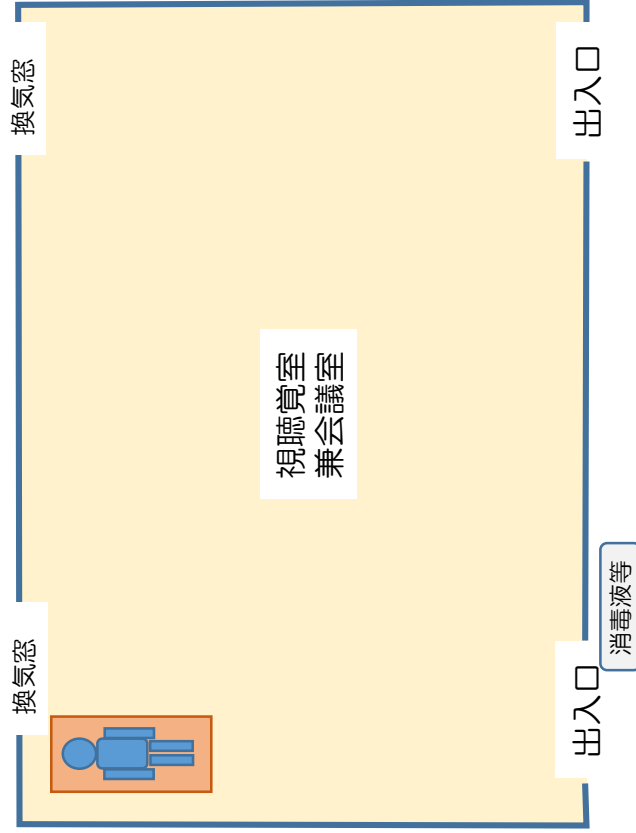 換気窓
換気窓
視聴覚室
兼会議室
出入口
出入口
消毒液等